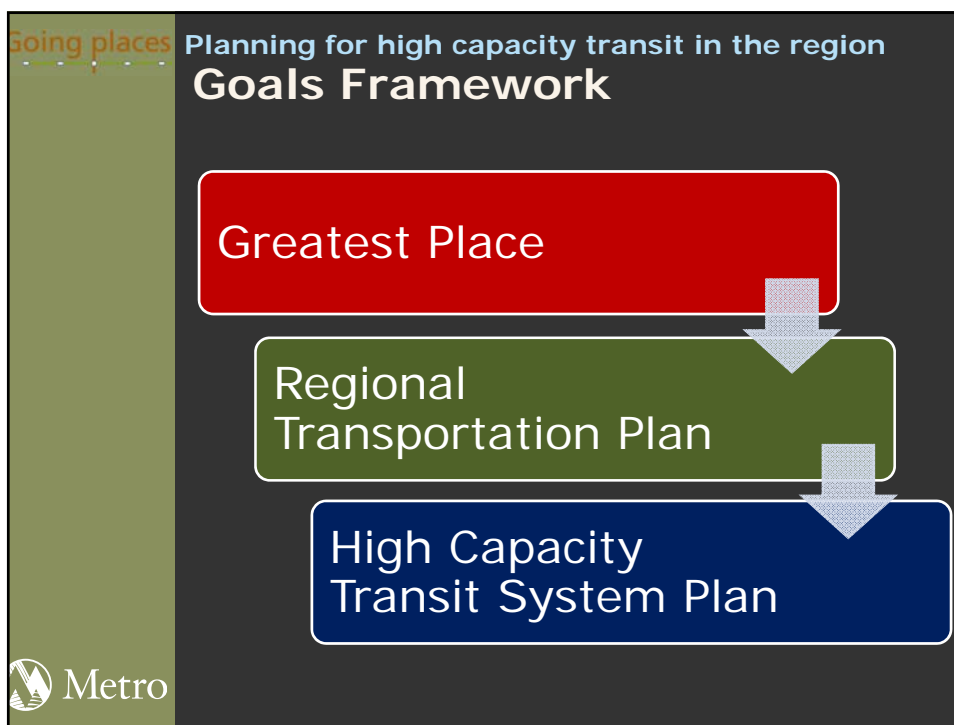 Going places
Planning for high capacity transit in the region
Goals Framework
Greatest Place
Regional
Transportation Plan
High Capacity
Transit System Plan
Metro